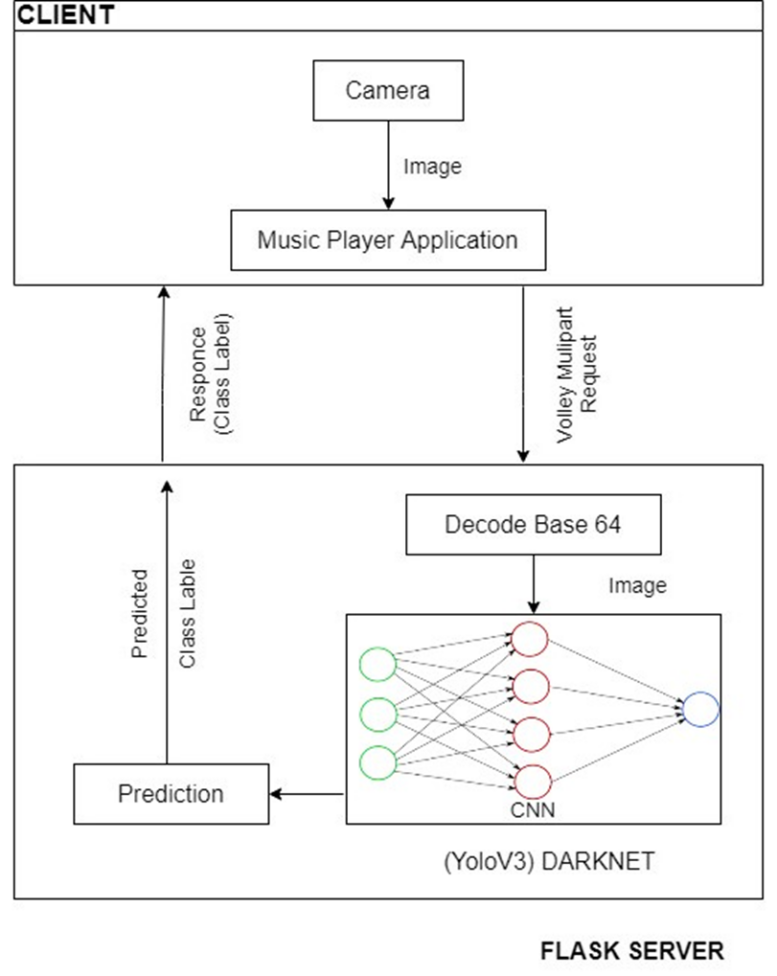 CLIENT
Camera
Image
Music Player Application
Responce
(Class Label)
Volley Mulipart
Request
Decode Base 64
Image
Predicted
Class Lable
CNN
Prediction
(YoloV3) DARKNET
FLASK SERVER